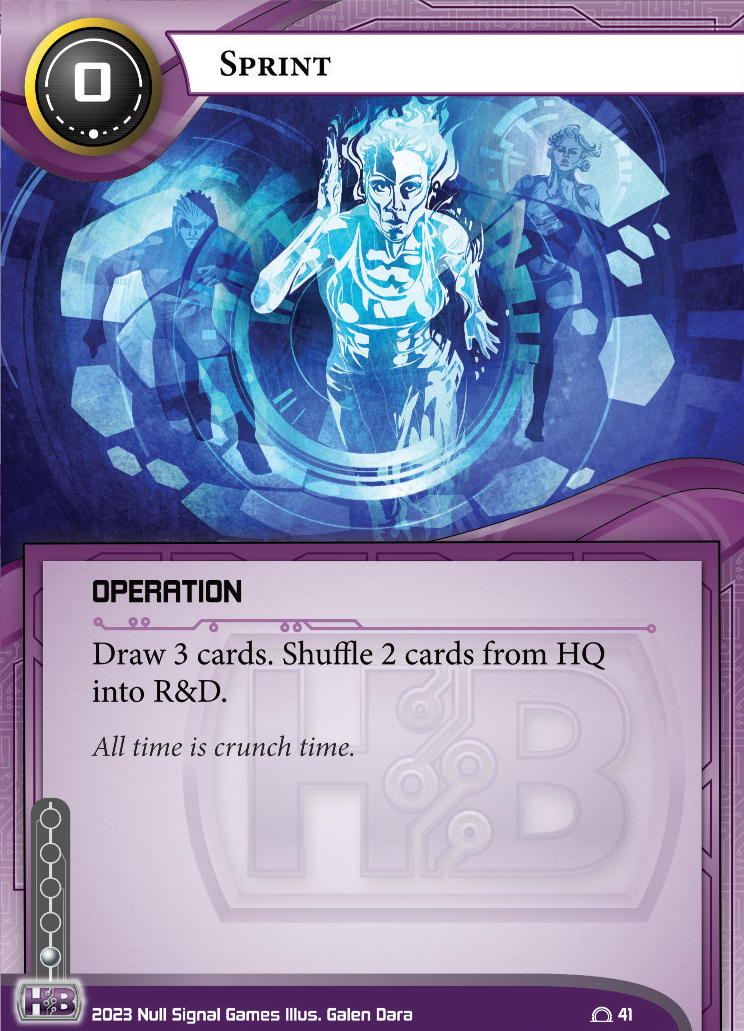 0
SPRINT
OPERATION
Draw 3 cards. Shuffle 2 cards from HQ
into R&D.
All time is crunch time.
HB
HB
2023 Null Signal Games Illus. Galen Dara
41